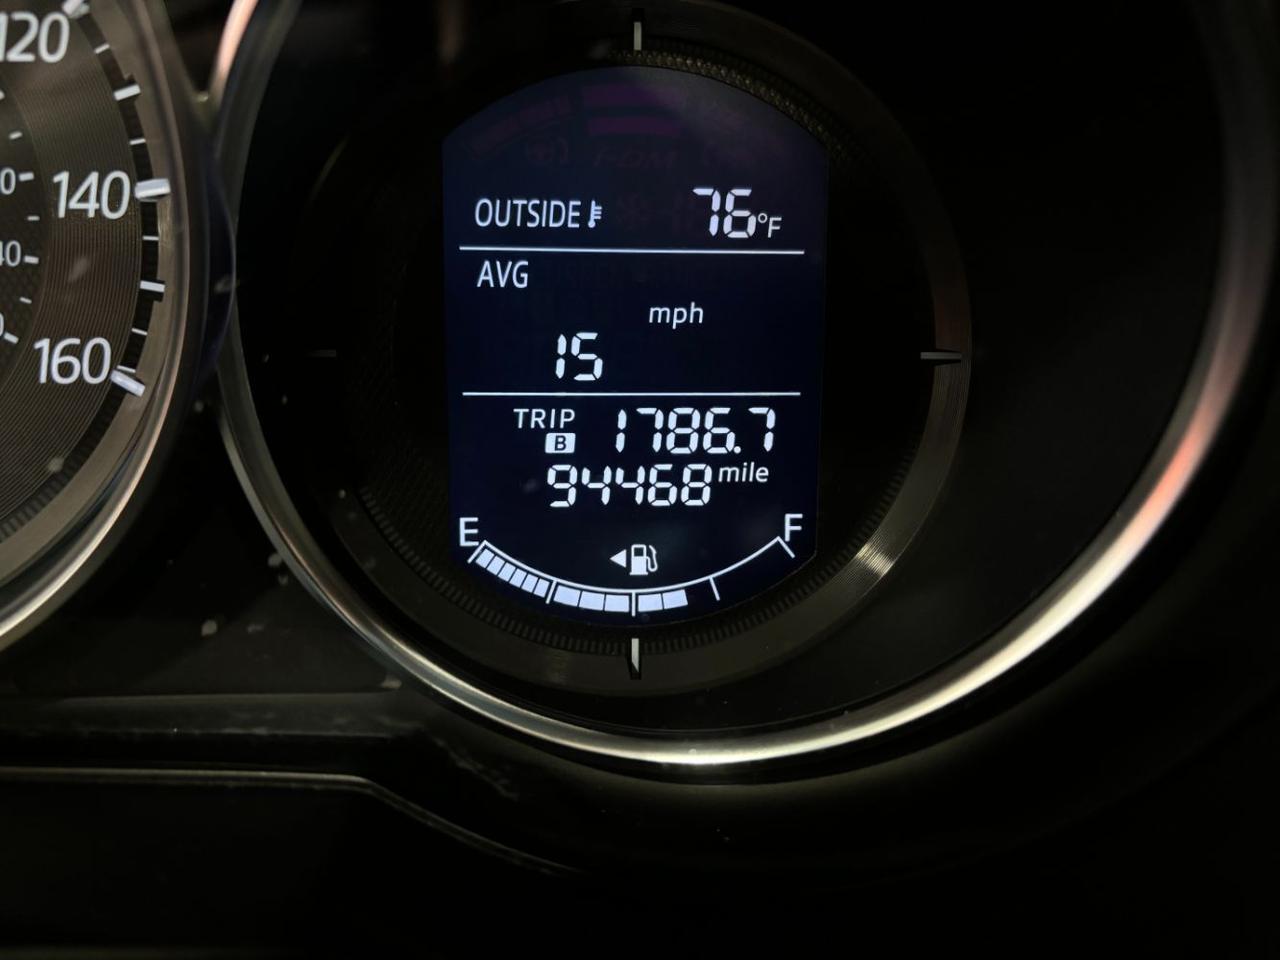 120
140
160
OUTSIDE 76°F
AVG
mph
15
TRIP B 1786.7
94468 mile
E F